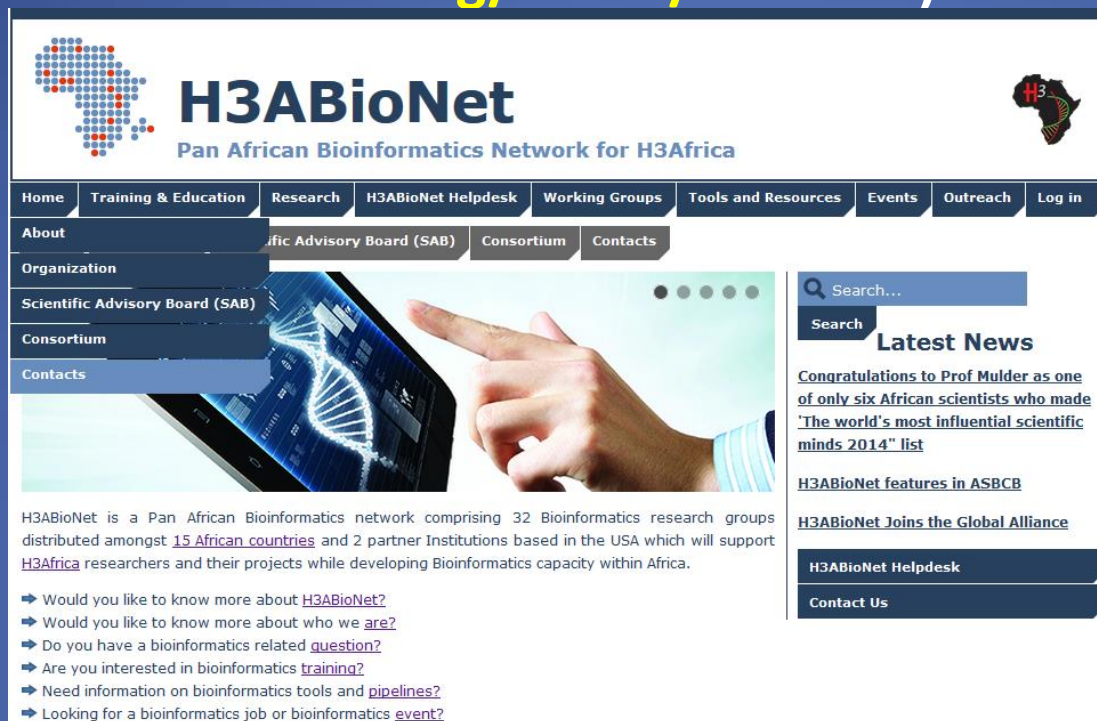 H3ABioNet
Pan African Bioinformatics Network for H3Africa
H3
Home Training & Education Research H3ABioNet Helpdesk Working Groups Tools and Resources Events Outreach Log in
About
Advisory Board (SAB) Consortium Contacts
Organization
Scientific Advisory Board (SAB)
Consortium
Contacts
Search...
Search
Latest News
Congratulations to Prof Mulder as one
of only six African scientists who made
'The world's most influential scientific
minds 2014" list
H3ABioNet features in ASBCB
H3ABioNet Joins the Global Alliance
H3ABioNet Helpdesk
Contact Us
H3ABioNet is a Pan African Bioinformatics network comprising 32 Bioinformatics research groups
distributed amongst 15 African countries and 2 partner Institutions based in the USA which will support
H3Africa researchers and their projects while developing Bioinformatics capacity within Africa.
Would you like to know more about H3ABioNet?
Would you like to know more about who we are?
Do you have a bioinformatics related question?
Are you interested in bioinformatics training?
Need information on bioinformatics tools and pipelines?
Looking for a bioinformatics job or bioinformatics event?